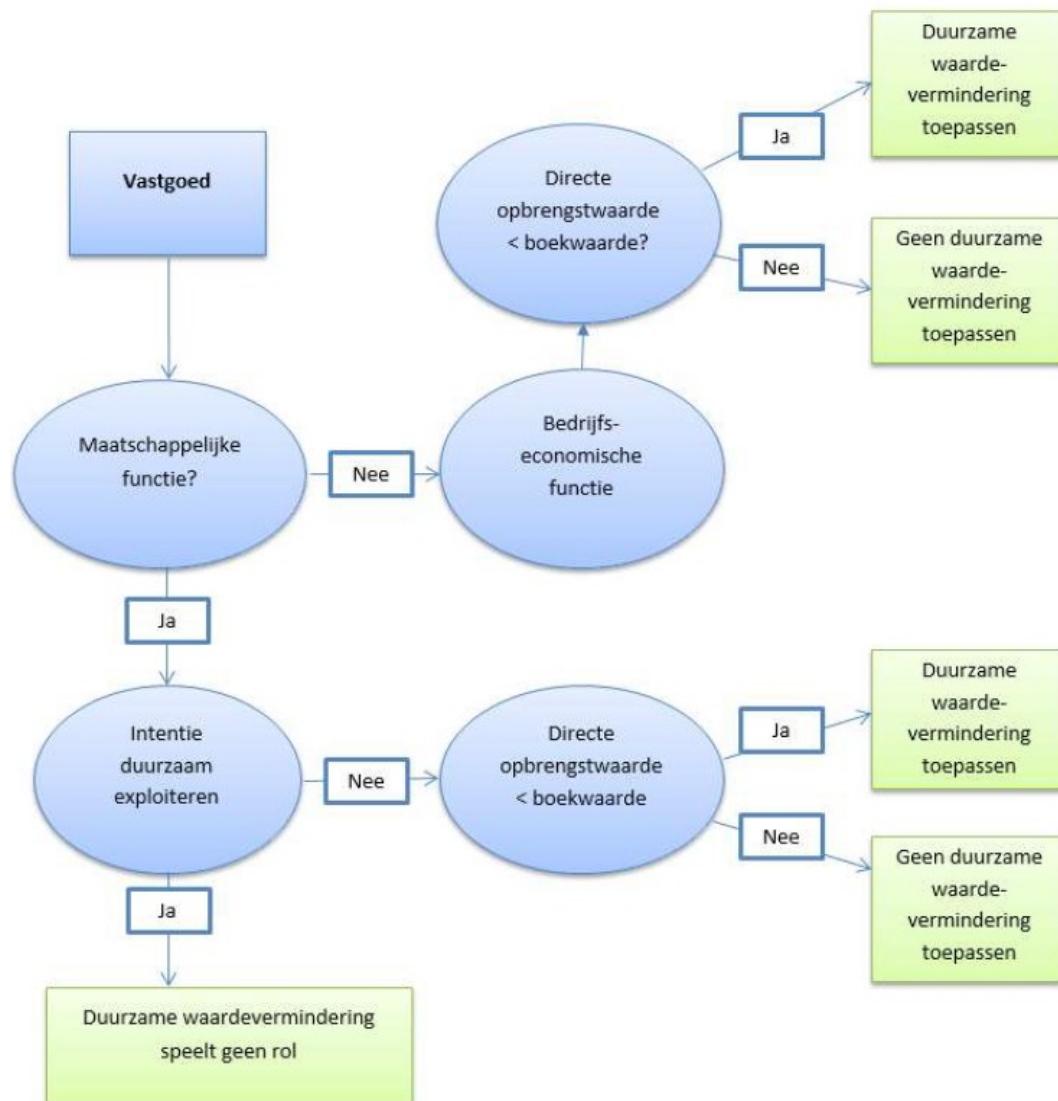 Vastgoed
Maatschappelijke
functie?
Nee
Bedrijfs-
economische
functie
Directe
opbrengstwaarde
< boekwaarde?
Ja
Duurzame
waarde-
vermindering
toepassen
Nee
Geen duurzame
waarde-
vermindering
toepassen
Ja
Intentie
duurzaam
exploiteren
Nee
Directe
opbrengstwaarde
< boekwaarde
Ja
Duurzame
waarde-
vermindering
toepassen
Nee
Geen duurzame
waarde-
vermindering
toepassen
Ja
Duurzame waardevermindering
speelt geen rol